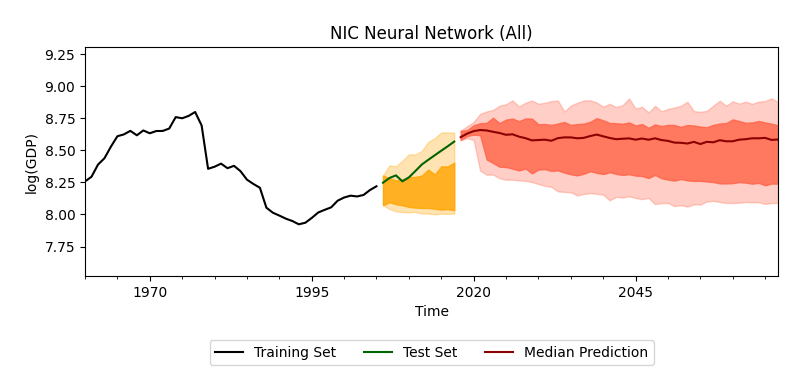 NIC Neural Network (All)
9.25
9.00
8.75
8.50
8.25
8.00
7.75
log(GDP)
1970 1995 2020 2045
Time
Training Set Test Set Median Prediction